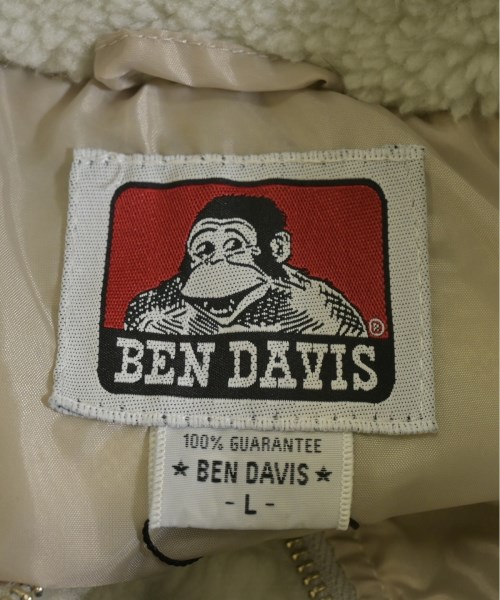 ®
BEN DAVIS
100% GUARANTEE
★ BEN DAVIS ★
- L -